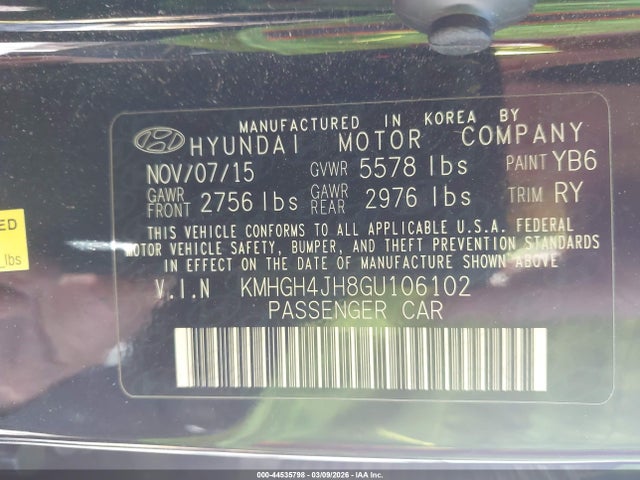 MANUFACTURED IN KOREA BY
HYUNDAI MOTOR COMPANY
NOV/07/15 GVWR 5578 lbs PAINT YB6
GAWR FRONT 2756 lbs GAWR REAR 2976 lbs TRIM RY
THIS VEHICLE CONFORMS TO ALL APPLICABLE U.S.A. FEDERAL
MOTOR VEHICLE SAFETY, BUMPER, AND THEFT PREVENTION STANDARDS
IN EFFECT ON THE DATE OF MANUFACTURE SHOWN ABOVE.
V.I.N KMHGH4JH8GU106102
PASSENGER CAR
lbs
000-44535798 - 03/09/2026 - IAA Inc.